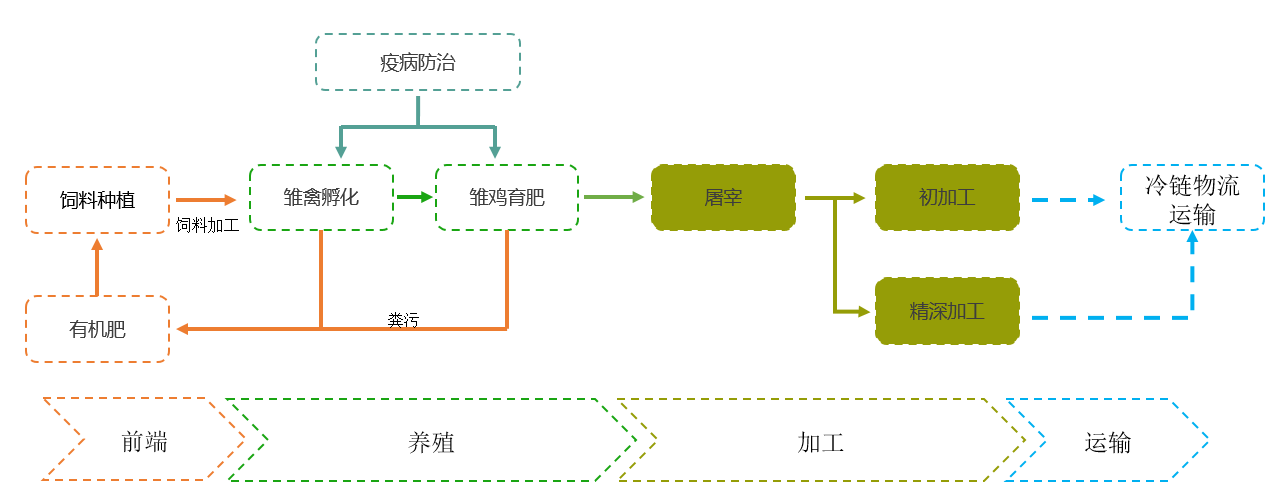 疫病防治
饲料种植
饲料加工
雏禽孵化
雏鸡育肥
屠宰
初加工
冷链物流
运输
有机肥
粪污
精深加工
前端
养殖
加工
运输